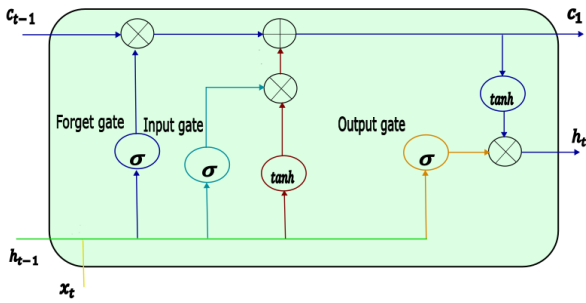 c_{t-1}
c_1
tanh
Forget gate
Input gate
Output gate
h_t
σ
σ
tanh
σ
h_{t-1}
x_t